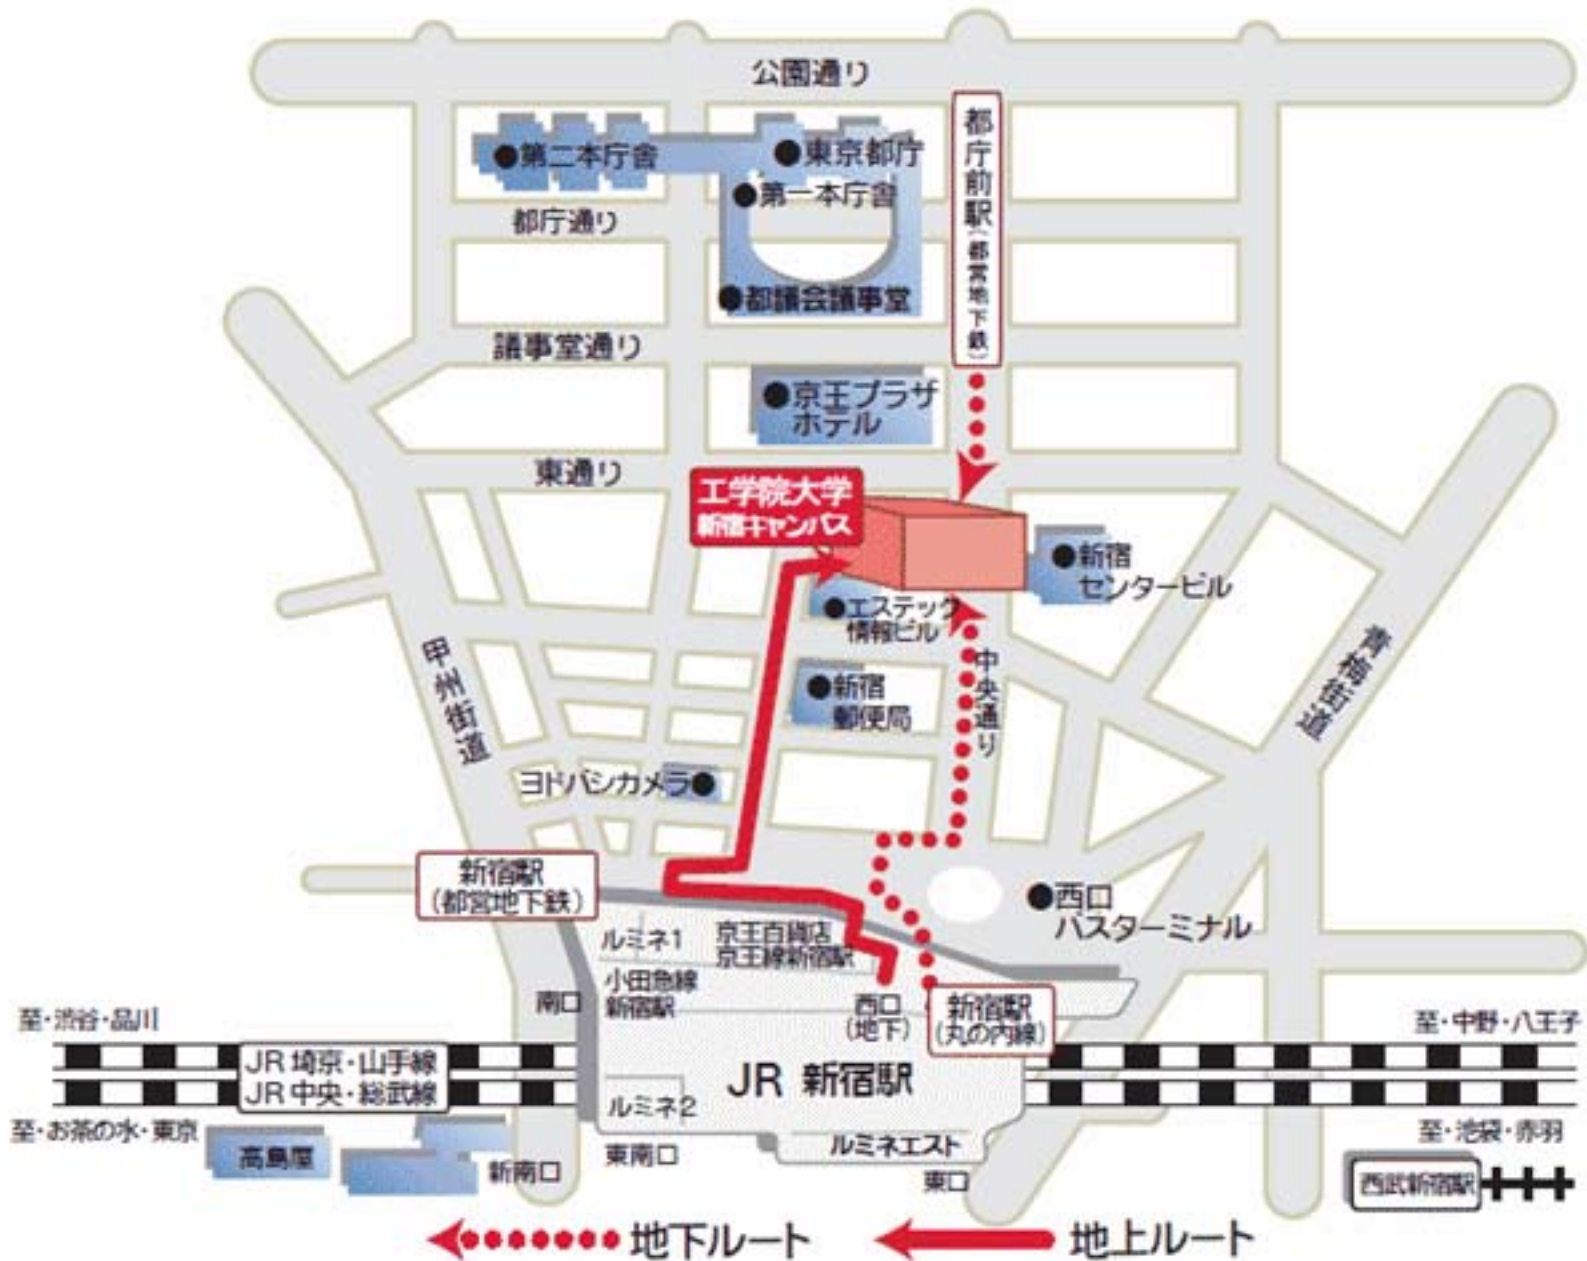 公園通り
都庁前駅(都営地下鉄)
●第二本庁舎
●東京都庁
●第一本庁舎
都庁通り
●都議会議事堂
議事堂通り
●京王プラザ
ホテル
東通り
工学院大学
新宿キャンパス
●新宿
センタービル
●エステック
情報ビル
甲州街道
中央通り
青梅街道
●新宿
郵便局
ヨドバシカメラ●
新宿駅
(都営地下鉄)
●西口
バスターミナル
ルミネ1
京王百貨店
京王線新宿駅
小田急線
新宿駅
南口
西口
(地下)
新宿駅
(丸の内線)
至・渋谷・品川
至・中野・八王子
JR 埼京・山手線
JR 中央・総武線
JR 新宿駅
ルミネ2
至・お茶の水・東京
至・池袋・赤羽
高島屋
新南口
東南口
ルミネエスト
東口
西武新宿駅
地下ルート
地上ルート